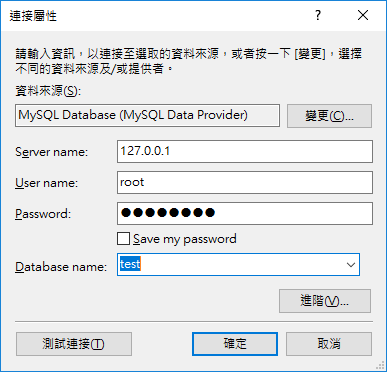 連接屬性
請輸入資訊，以連接至選取的資料來源，或者按一下 [變更]，選擇
不同的資料來源及/或提供者。
資料來源(S):
MySQL Database (MySQL Data Provider)
變更(C)...
Server name: 127.0.0.1
User name: root
Password: ●●●●●●●●
Save my password
Database name: test
進階(V)...
測試連接(T)
確定
取消